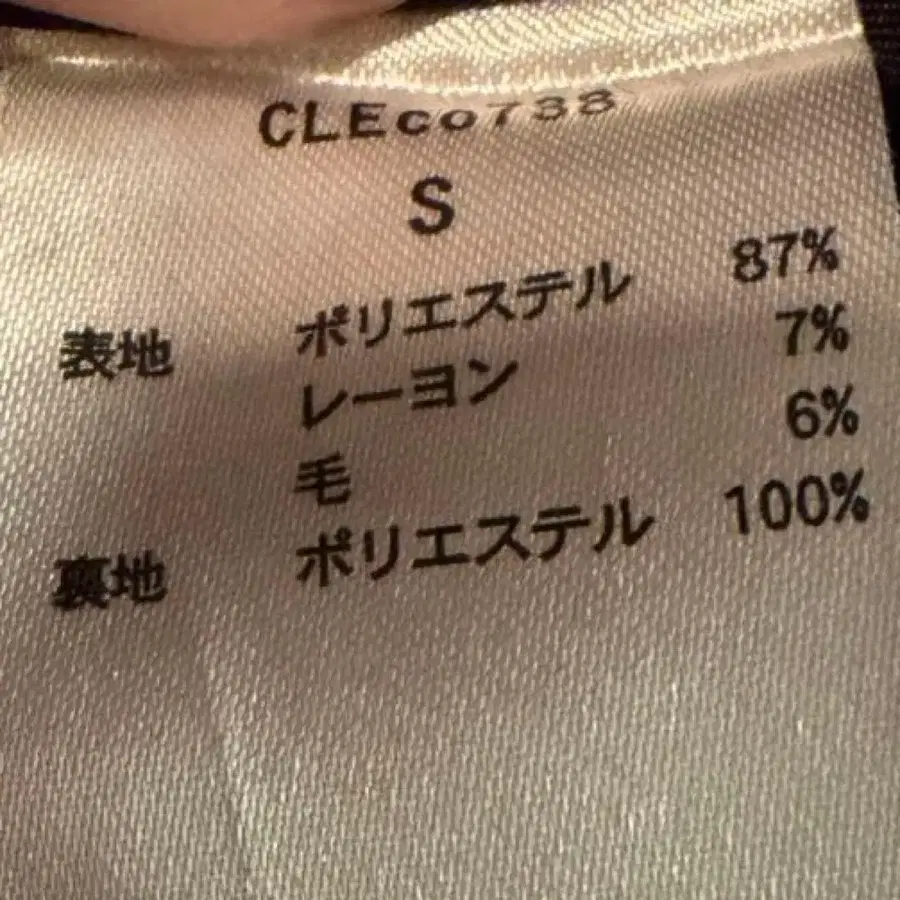 CLEco738
S
表地 ポリエステル 87%
レーヨン 7%
毛 6%
裏地 ポリエステル 100%